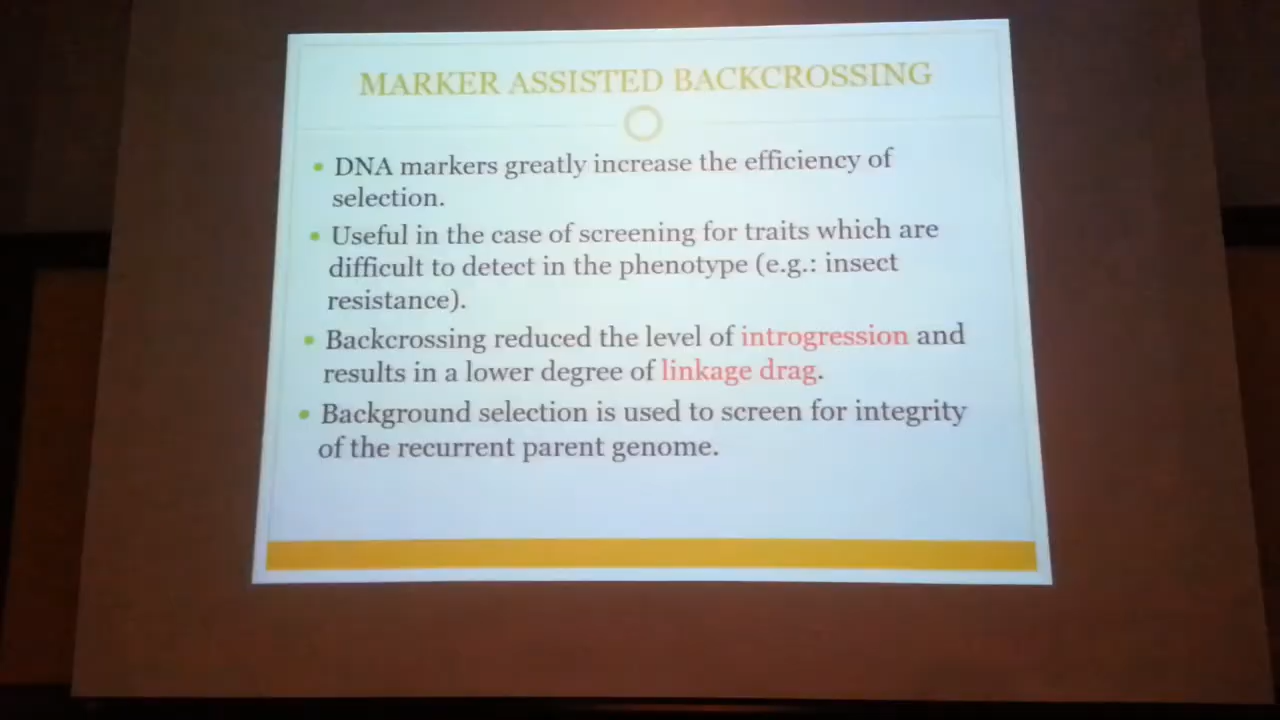 MARKER ASSISTED BACKCROSSING
DNA markers greatly increase the efficiency of
selection.
Useful in the case of screening for traits which are
difficult to detect in the phenotype (e.g.: insect
resistance).
Backcrossing reduced the level of introgression and
results in a lower degree of linkage drag.
Background selection is used to screen for integrity
of the recurrent parent genome.